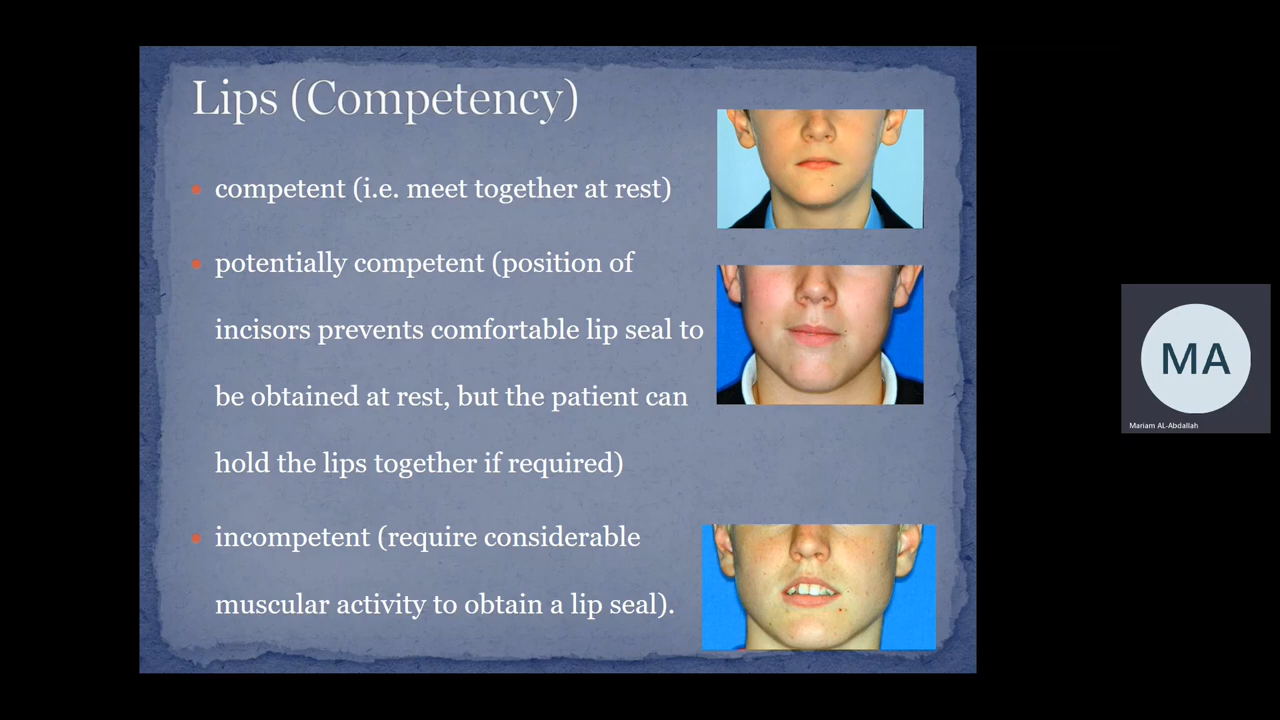 Lips (Competency)
• competent (i.e. meet together at rest)
• potentially competent (position of
incisors prevents comfortable lip seal to
be obtained at rest, but the patient can
hold the lips together if required)
• incompetent (require considerable
muscular activity to obtain a lip seal).
MA
Mariam AL-Abdallah